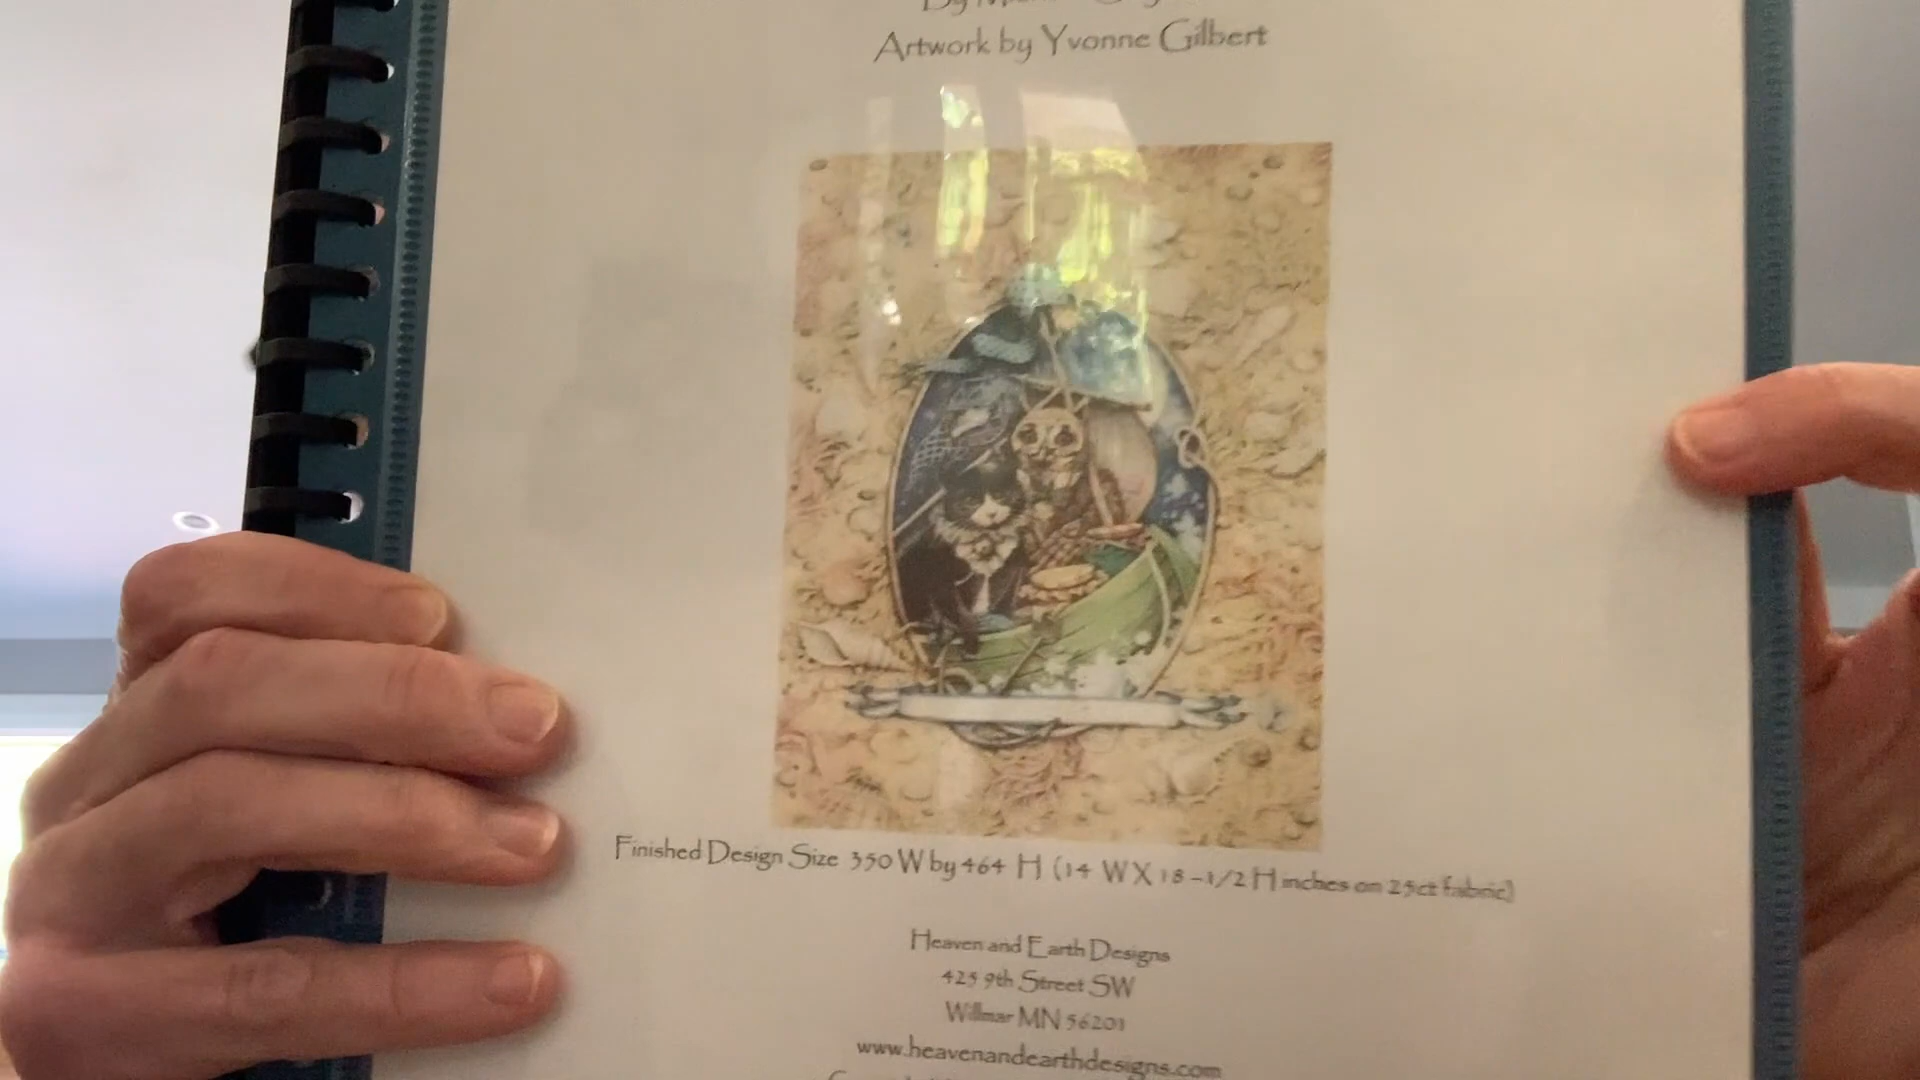 By
Artwork by Yvonne Gilbert
Finished Design Size 350 W by 464 H (14 W X 18-1/2 H inches on 25ct fabric)
Heaven and Earth Designs
425 9th Street SW
Willmar MN 56201
www.heavenandearthdesigns.com